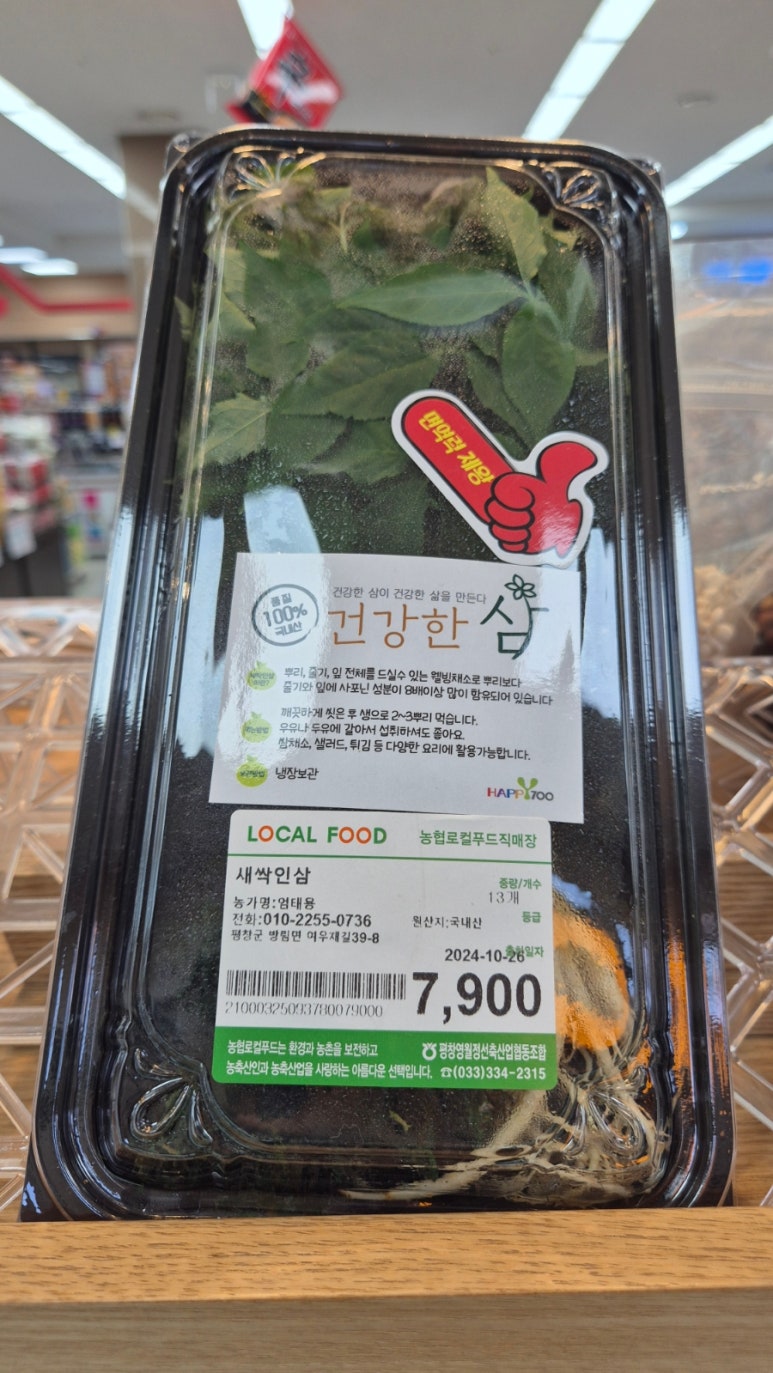 면역력 제왕
품질
100%
국내산
건강한 삼이 건강한 삶을 만든다
건강한 삼
뿌리, 줄기, 잎 전체를 드실수 있는 웰빙채소로 뿌리보다
줄기와 잎에 사포닌 성분이 8배이상 많이 함유되어 있습니다
깨끗하게 씻은 후 생으로 2~3뿌리 먹습니다.
우유나 두유에 갈아서 섭취하셔도 좋아요.
쌈채소, 샐러드, 튀김 등 다양한 요리에 활용가능합니다.
보관방법
냉장보관
HAPPY700
LOCAL FOOD 농협로컬푸드직매장
새싹인삼
중량/개수
13개
농가명:엄태용
전화:010-2255-0736
원산지:국내산
등급
평창군 방림면 여우재길39-8
출하일자
2024-10-26
7,900
21000325093780079000
농협로컬푸드는 환경과 농촌을 보전하고
농축산인과 농축산업을 사랑하는 아름다운 선택입니다.
평창영월정선축산업협동조합
☎(033)334-2315